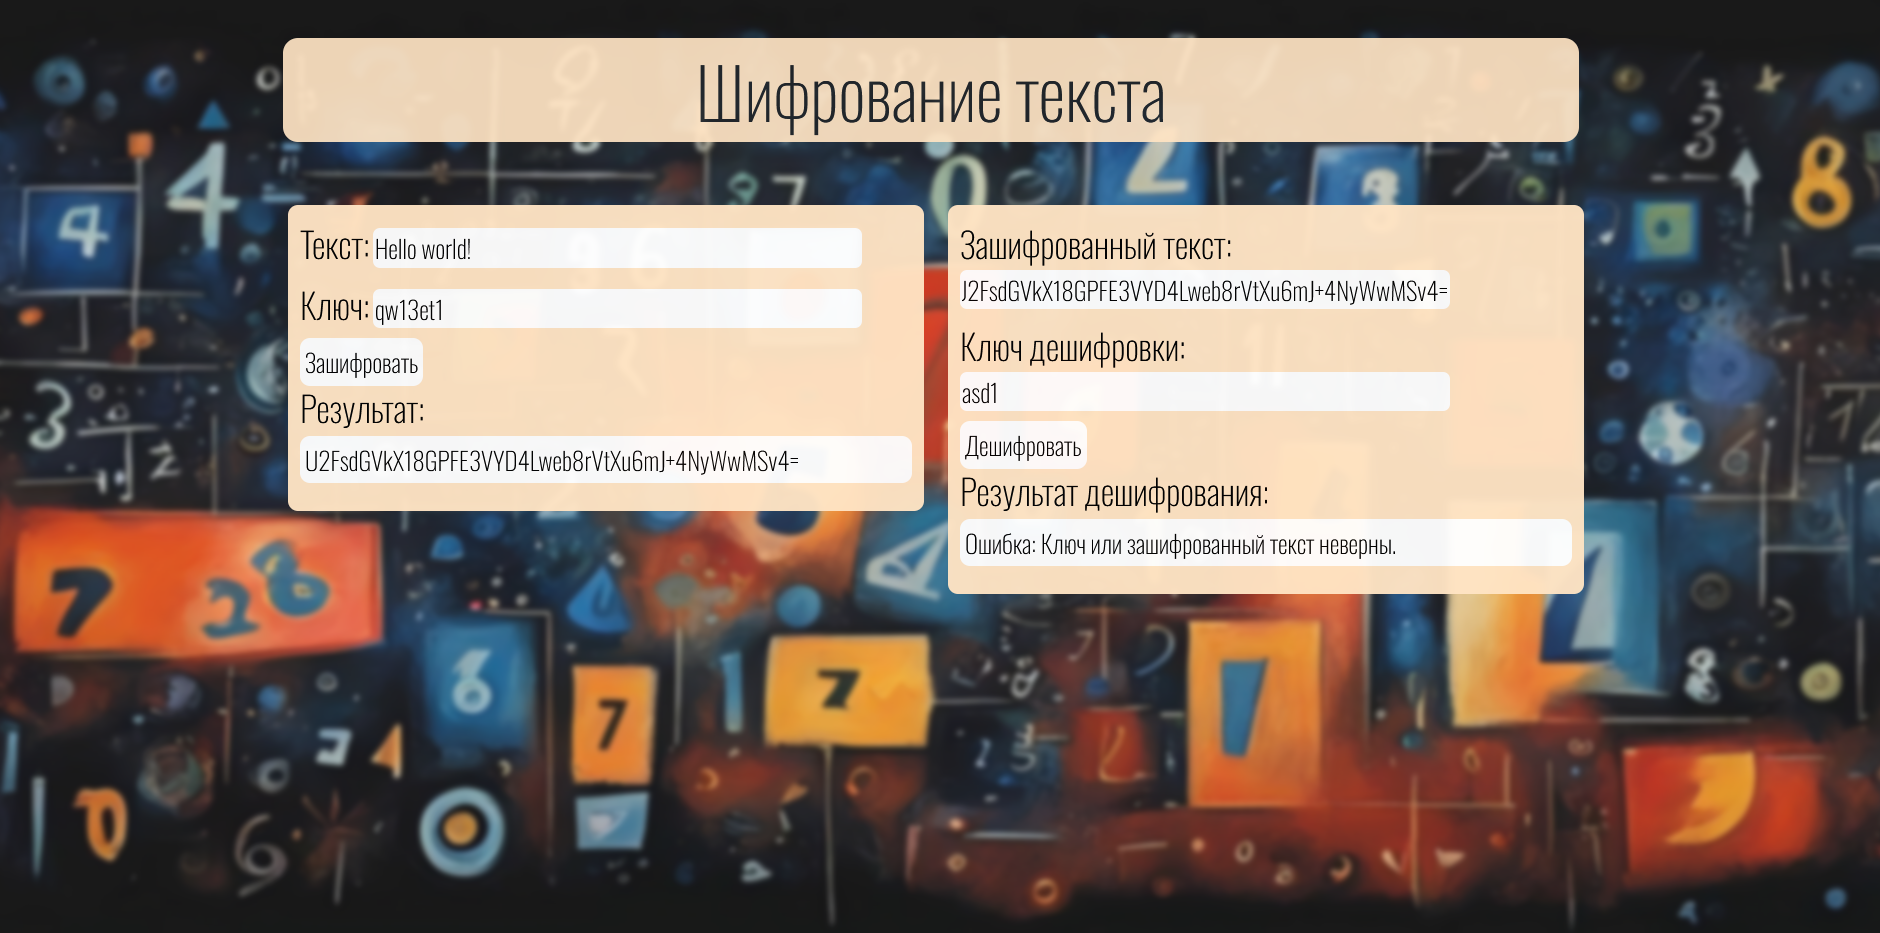 Шифрование текста
Текст: Hello world!
Ключ: qw13et1
Зашифровать
Результат:
U2FsdGVkX18GPFE3VYD4Lweb8rVtXu6mJ+4NyWwMSv4=
Зашифрованный текст:
J2FsdGVkX18GPFE3VYD4Lweb8rVtXu6mJ+4NyWwMSv4=
Ключ дешифровки:
asd1
Дешифровать
Результат дешифрования:
Ошибка: Ключ или зашифрованный текст неверны.